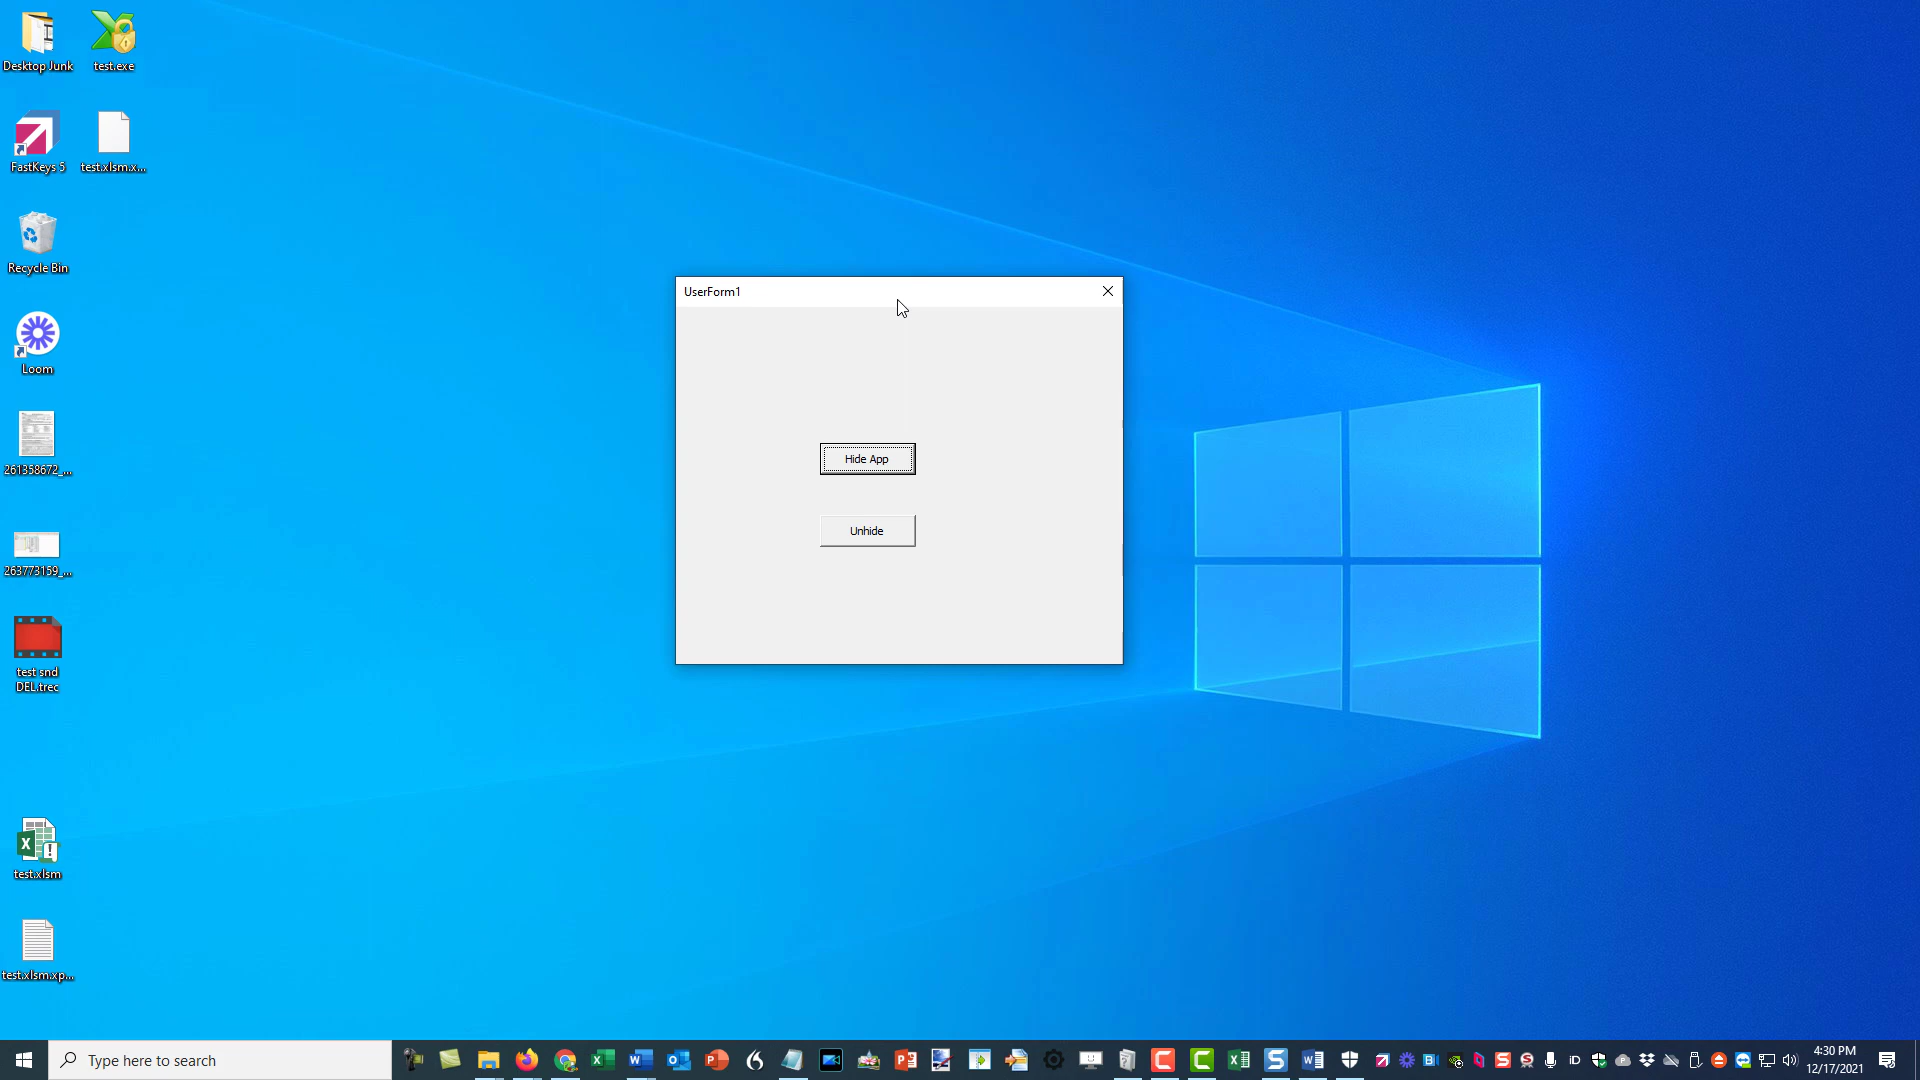 Desktop Junk
test.exe
FastKeys 5
test.xlsm.x...
Recycle Bin
Loom
261358672_...
263773159_...
test snd
DEL.trec
test.xlsm
test.xlsm.xp...
UserForm1
Hide App
Unhide
Type here to search
4:30 PM
12/17/2021